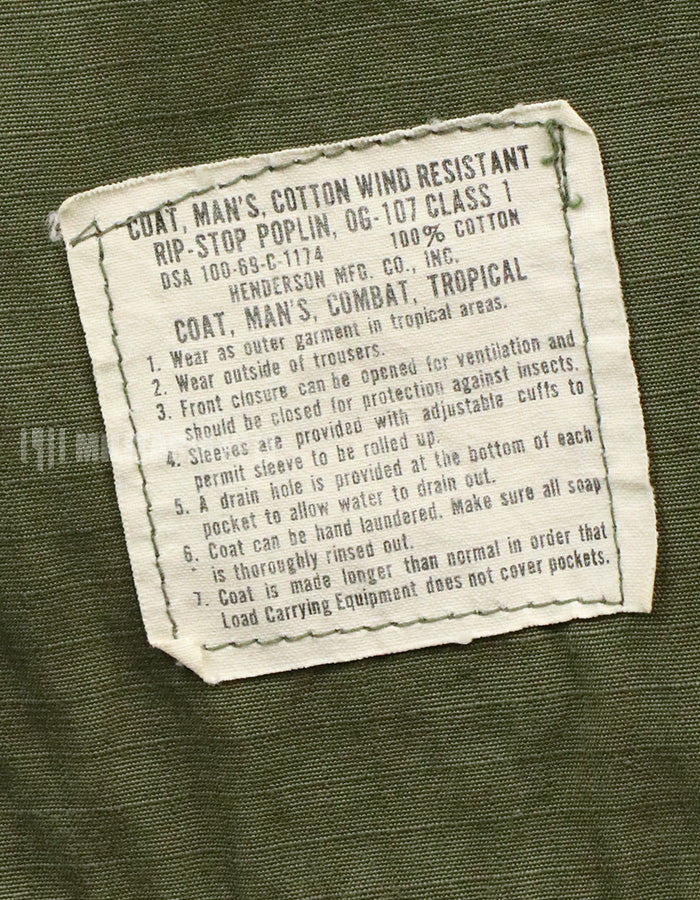 COAT, MAN'S, COTTON WIND RESISTANT
RIP-STOP POPLIN, OG-107 CLASS 1
DSA 100-69-C-1174 100% COTTON
HENDERSON MFG. CO., INC.
COAT, MAN'S, COMBAT, TROPICAL
1. Wear as outer garment in tropical areas.
2. Wear outside of trousers.
3. Front closure can be opened for ventilation and
should be closed for protection against insects.
4. Sleeves are provided with adjustable cuffs to
permit sleeve to be rolled up.
5. A drain hole is provided at the bottom of each
pocket to allow water to drain out.
6. Coat can be hand laundered. Make sure all soap
is thoroughly rinsed out.
7. Coat is made longer than normal in order that
Load Carrying Equipment does not cover pockets.